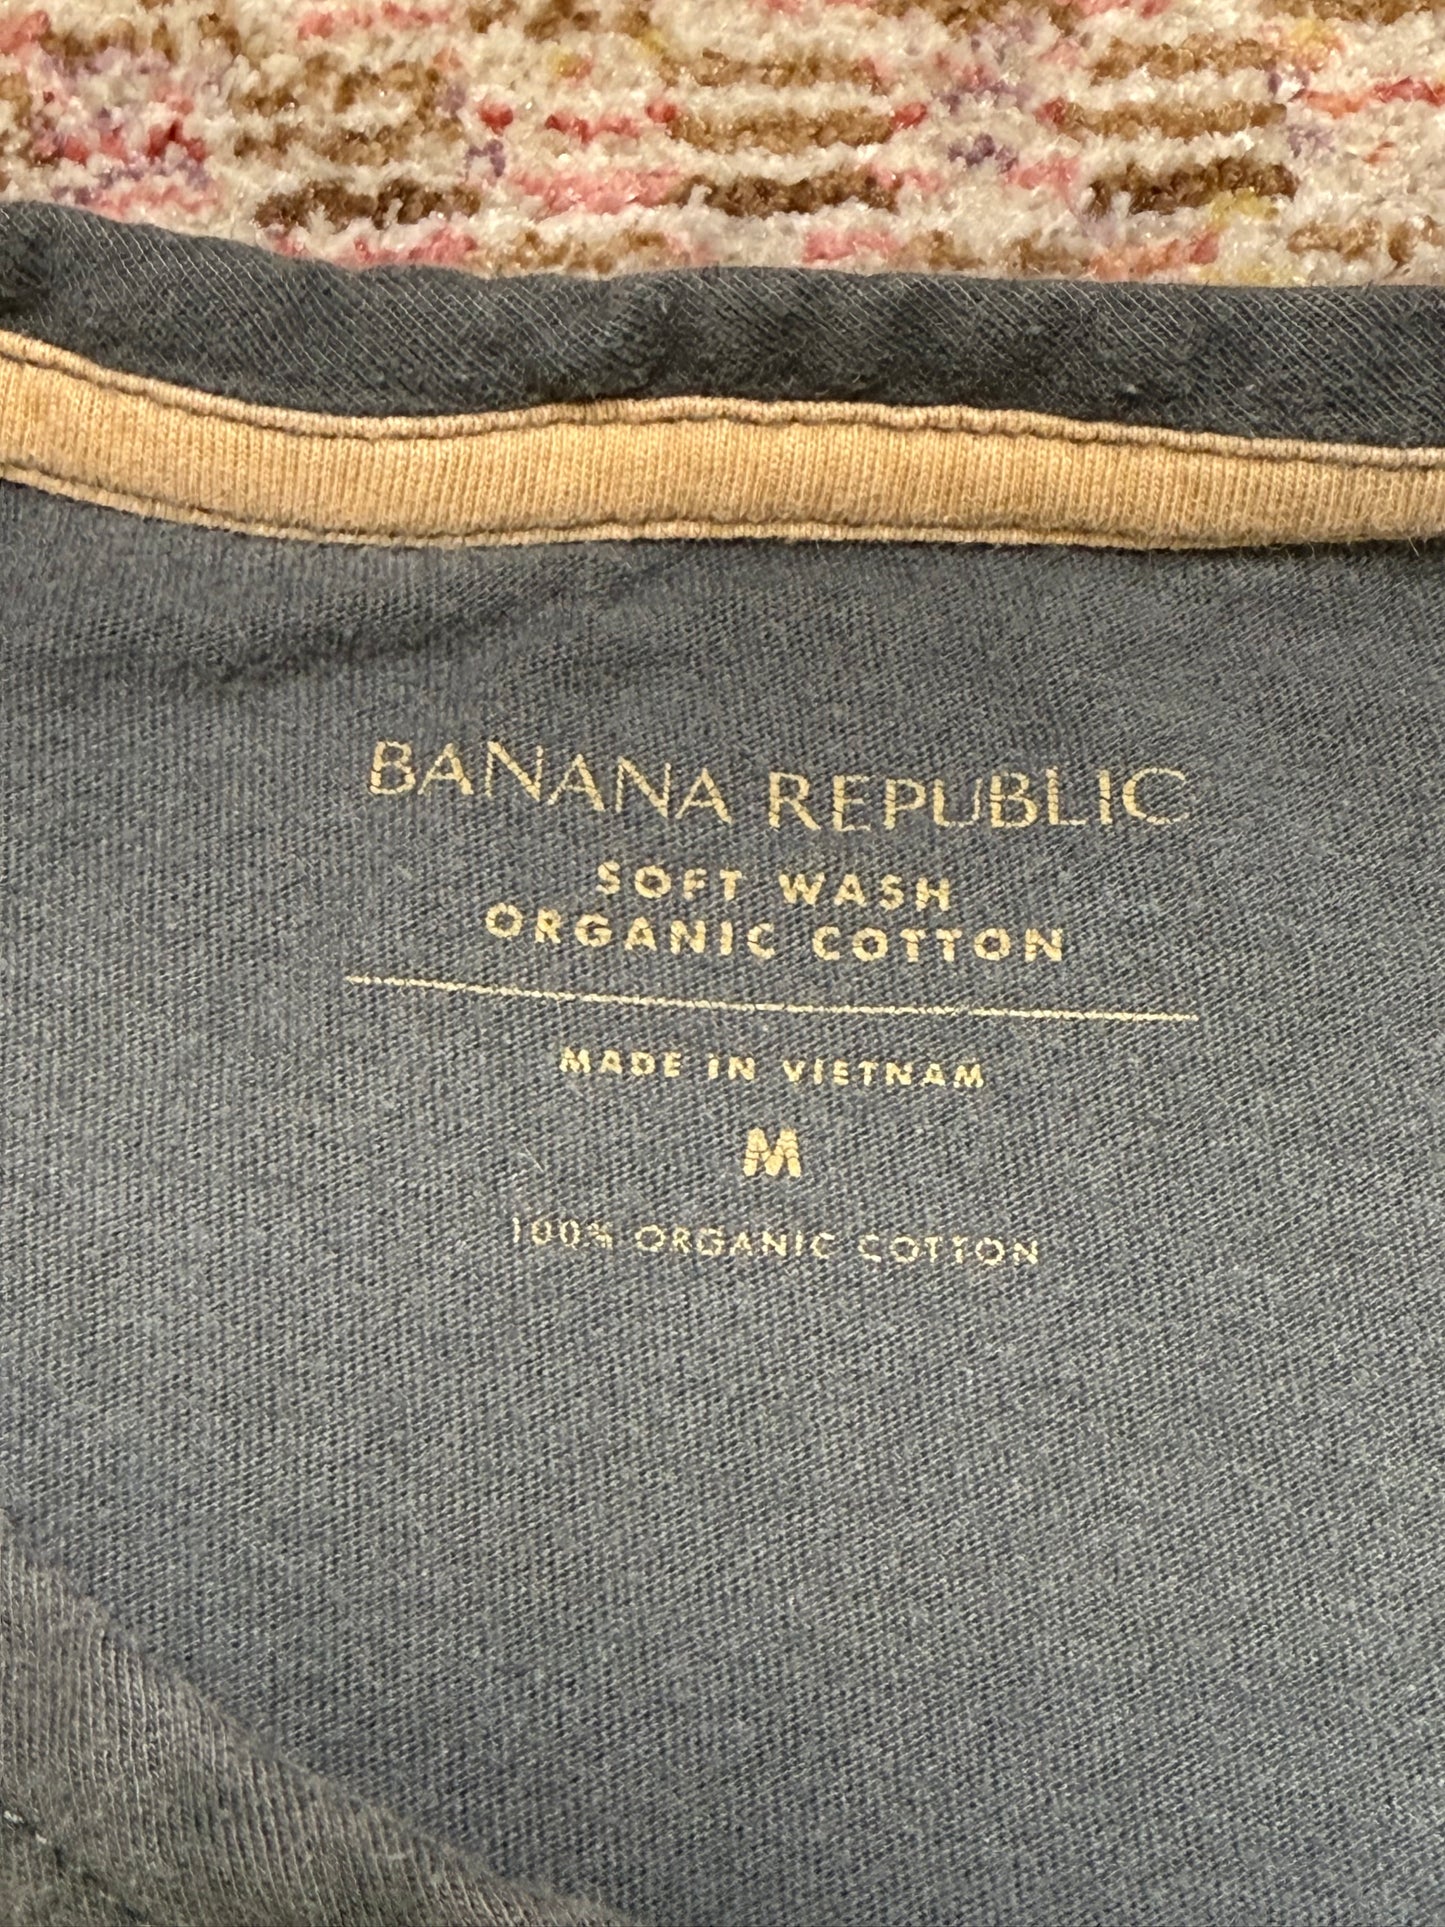 BANANA REPUBLIC
SOFT WASH
ORGANIC COTTON
MADE IN VIETNAM
M
100% ORGANIC COTTON